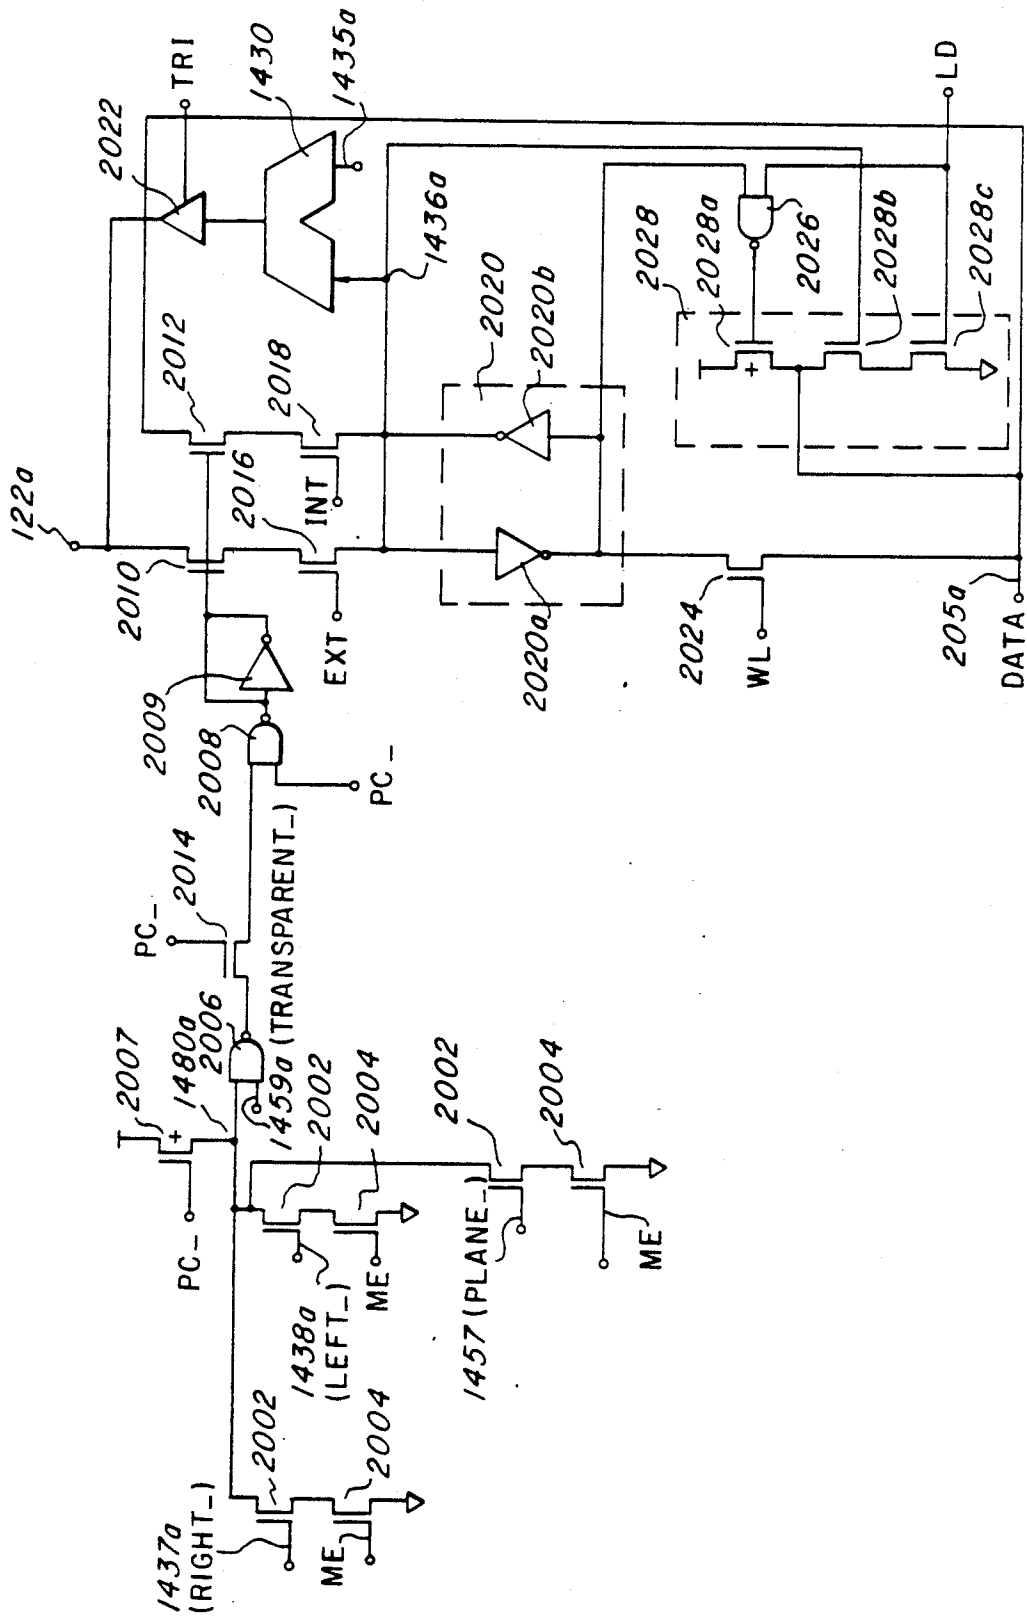 122a
2022
TRI
2012
2010
1430
1435a
2009
2016
2018
INT
1436a
EXT
2008
PC_
2020
2020b
2020a
2028
2028a
LD
2026
2028b
2028c
2024
WL
205a
DATA
PC_
2014
2007
1480a
2006
1459a (TRANSPARENT_)
2002
2004
PC_
1438a
(LEFT_)
ME
2002
2004
1457 (PLANE_)
ME
1437a
(RIGHT_)
2002
2004
ME